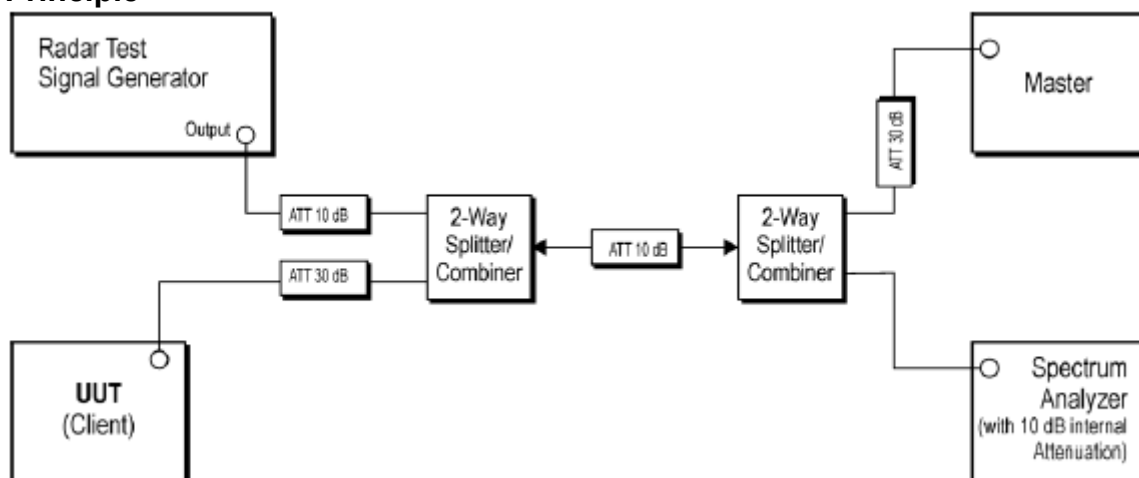 Principle
Radar Test
Signal Generator
Output
ATT 10 dB
ATT 30 dB
UUT
(Client)
2-Way
Splitter/
Combiner
ATT 10 dB
2-Way
Splitter/
Combiner
ATT 30 dB
Master
Spectrum
Analyzer
(with 10 dB internal
Attenuation)